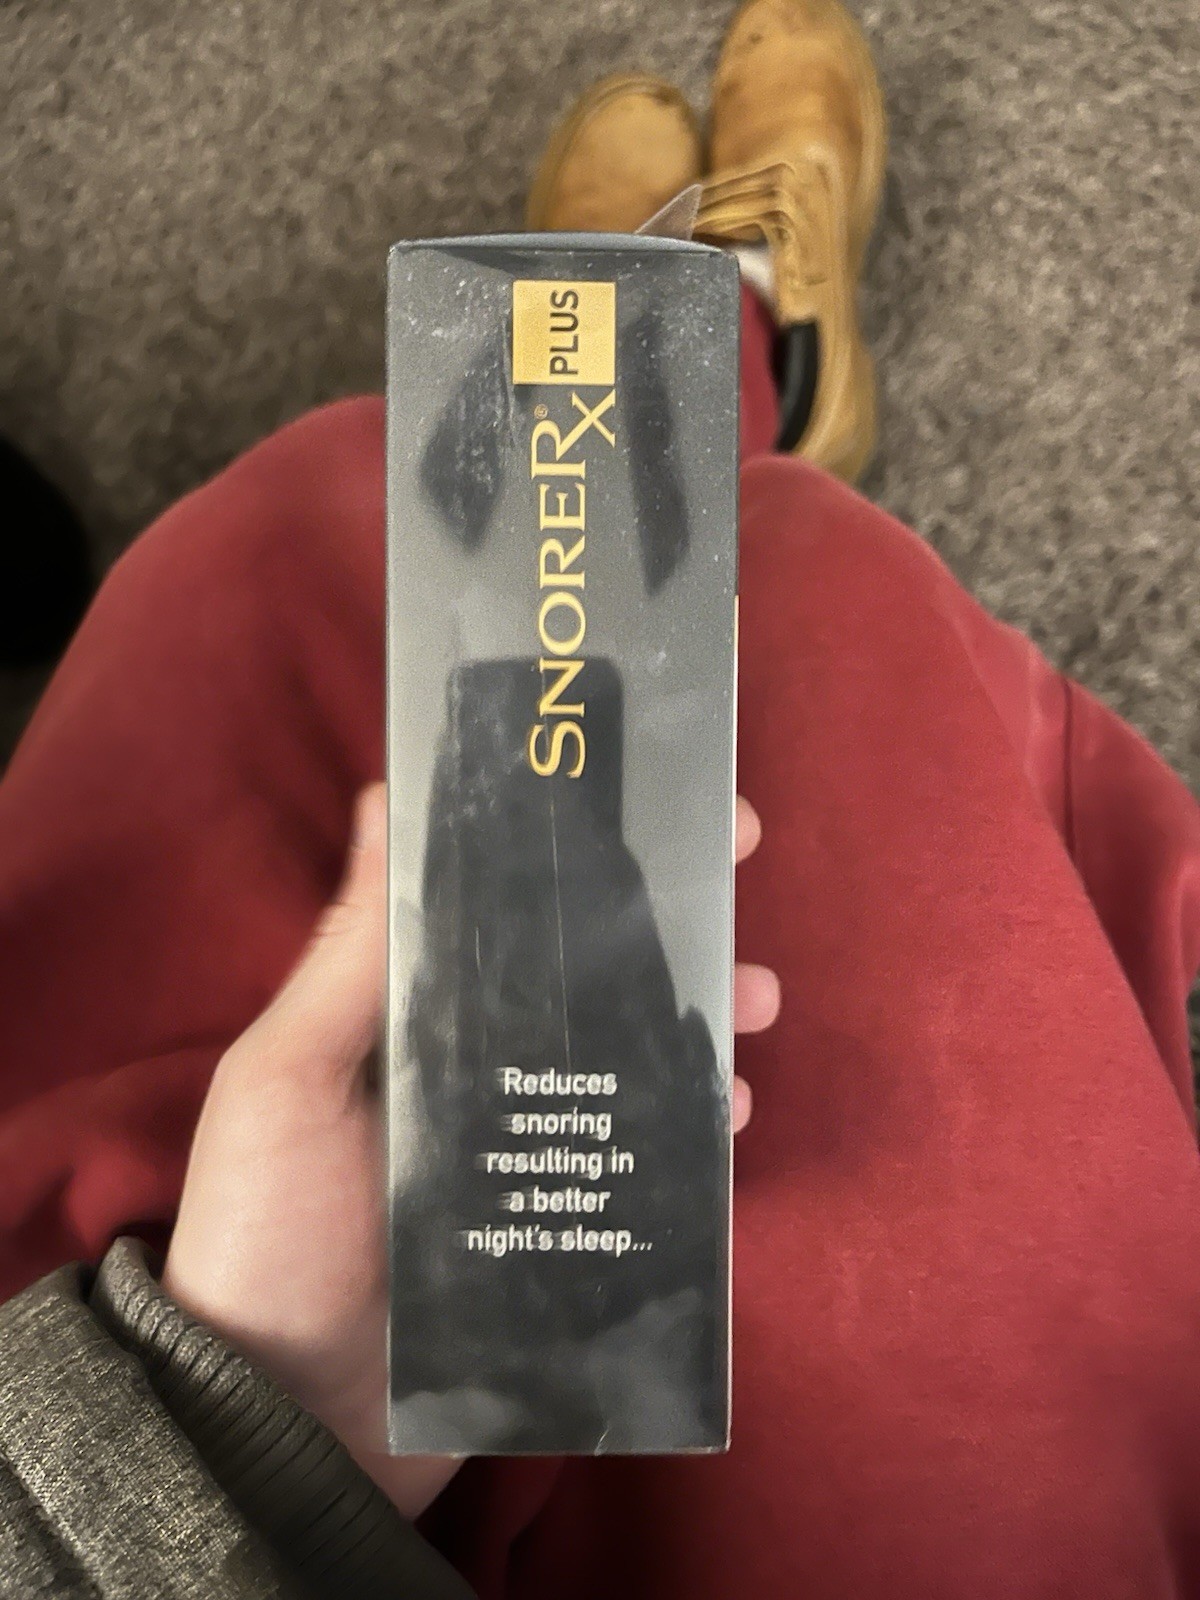 SNORERX® PLUS
Reduces
snoring
resulting in
a better
night's sleep...